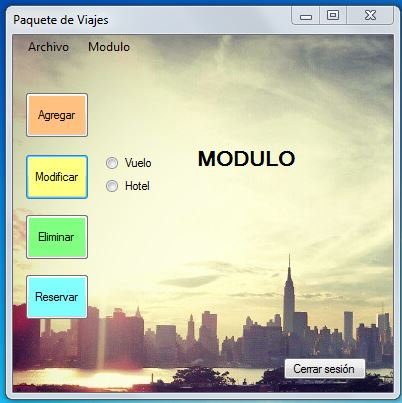 Paquete de Viajes
Archivo Modulo
Agregar
Vuelo
MODULO
Modificar
Hotel
Eliminar
Reservar
Cerrar sesión